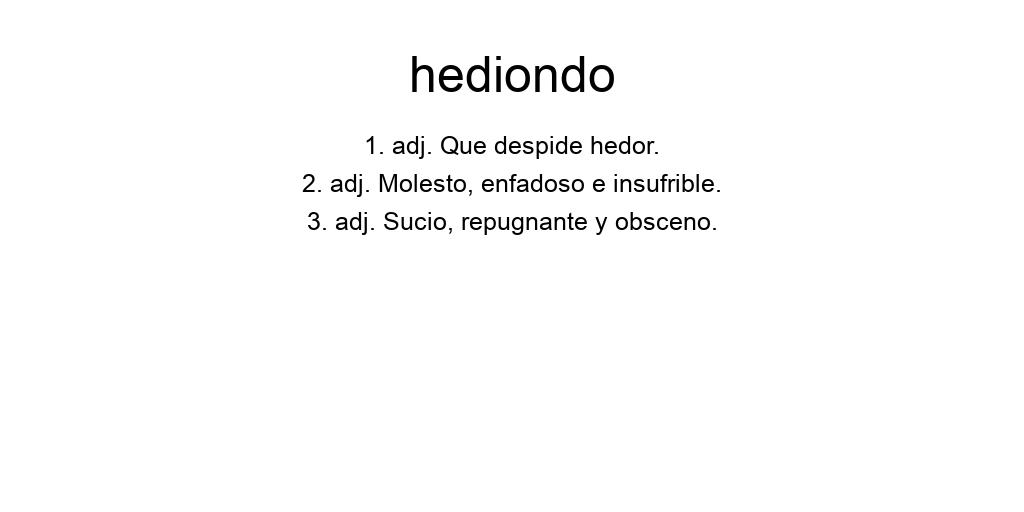 hediondo
1. adj. Que despide hedor.
2. adj. Molesto, enfadoso e insufrible.
3. adj. Sucio, repugnante y obsceno.